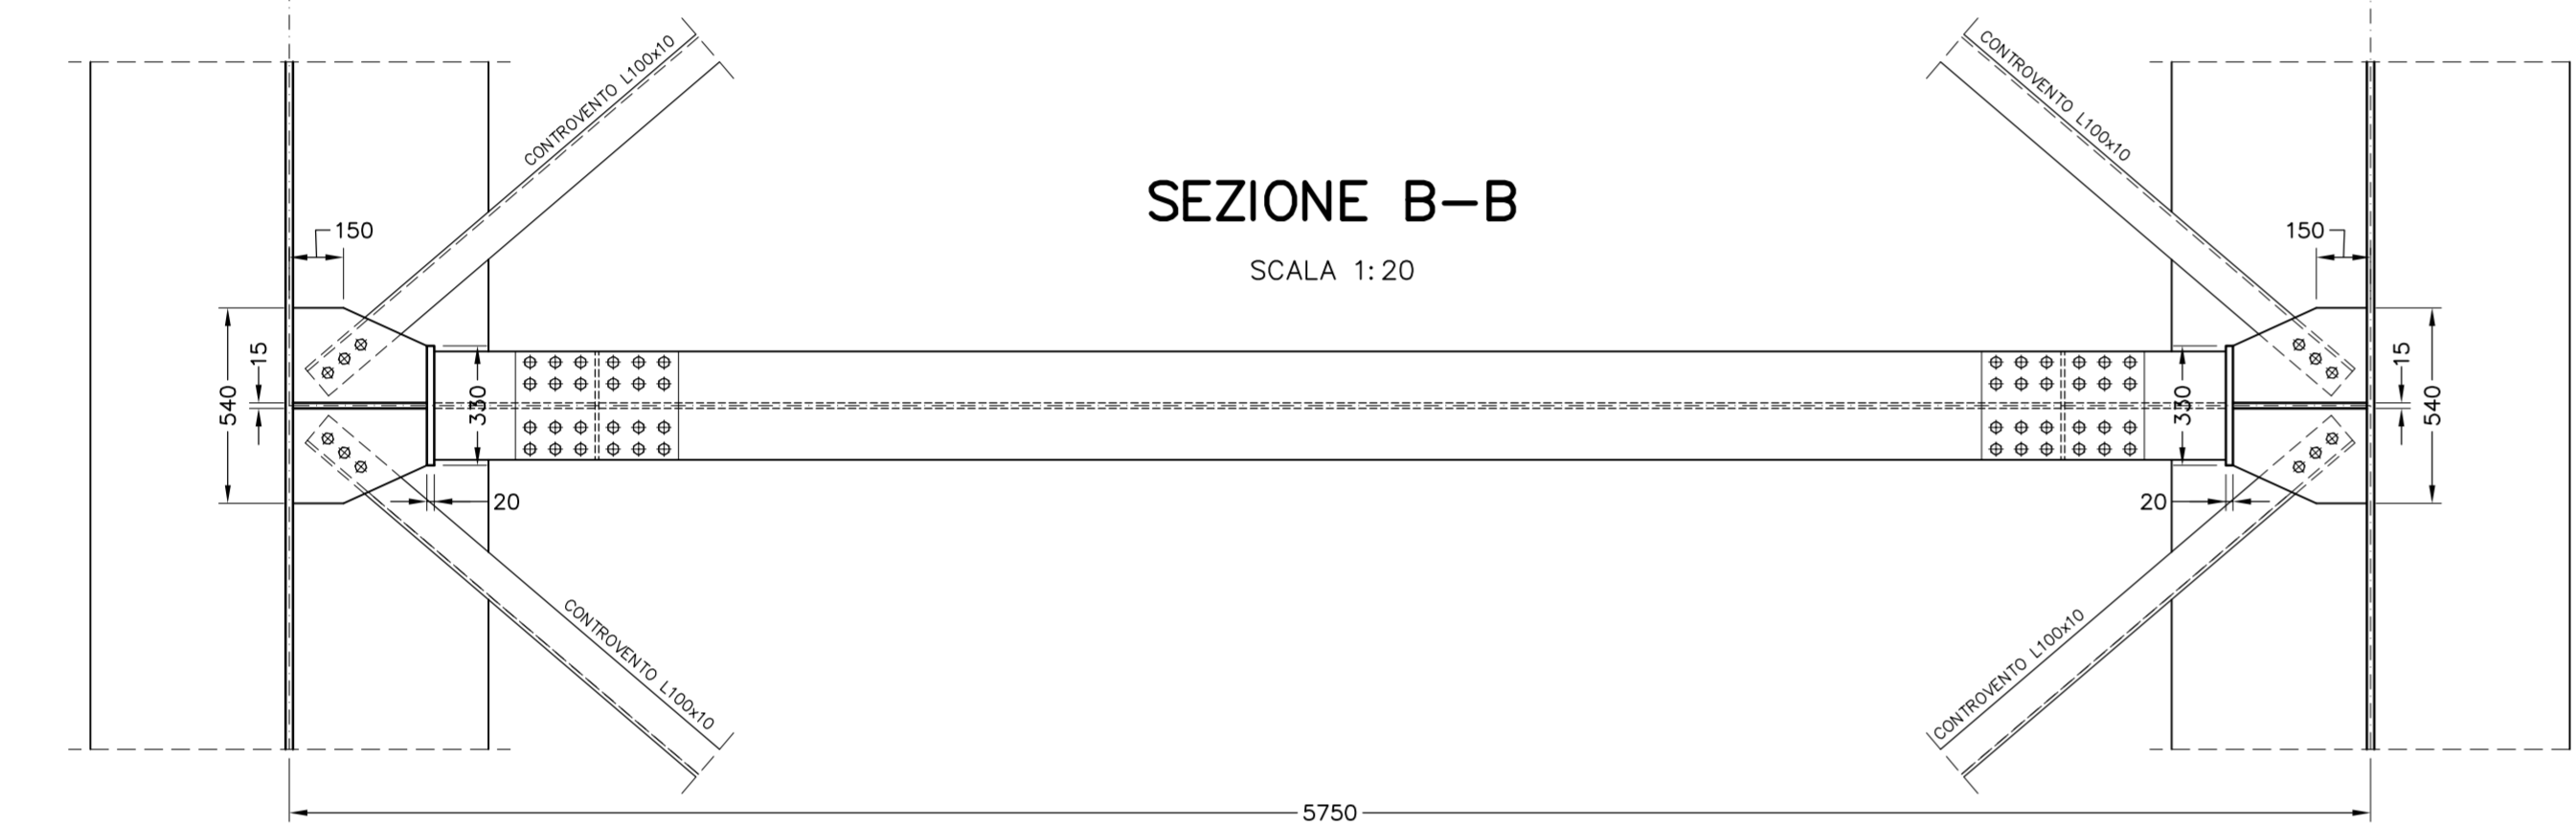 CONTROVENTO L100x10
CONTROVENTO L100x10
SEZIONE B-B
SCALA 1:20
150
150
15
540
330
20
15
540
330
20
CONTROVENTO L100x10
CONTROVENTO L100x10
5750